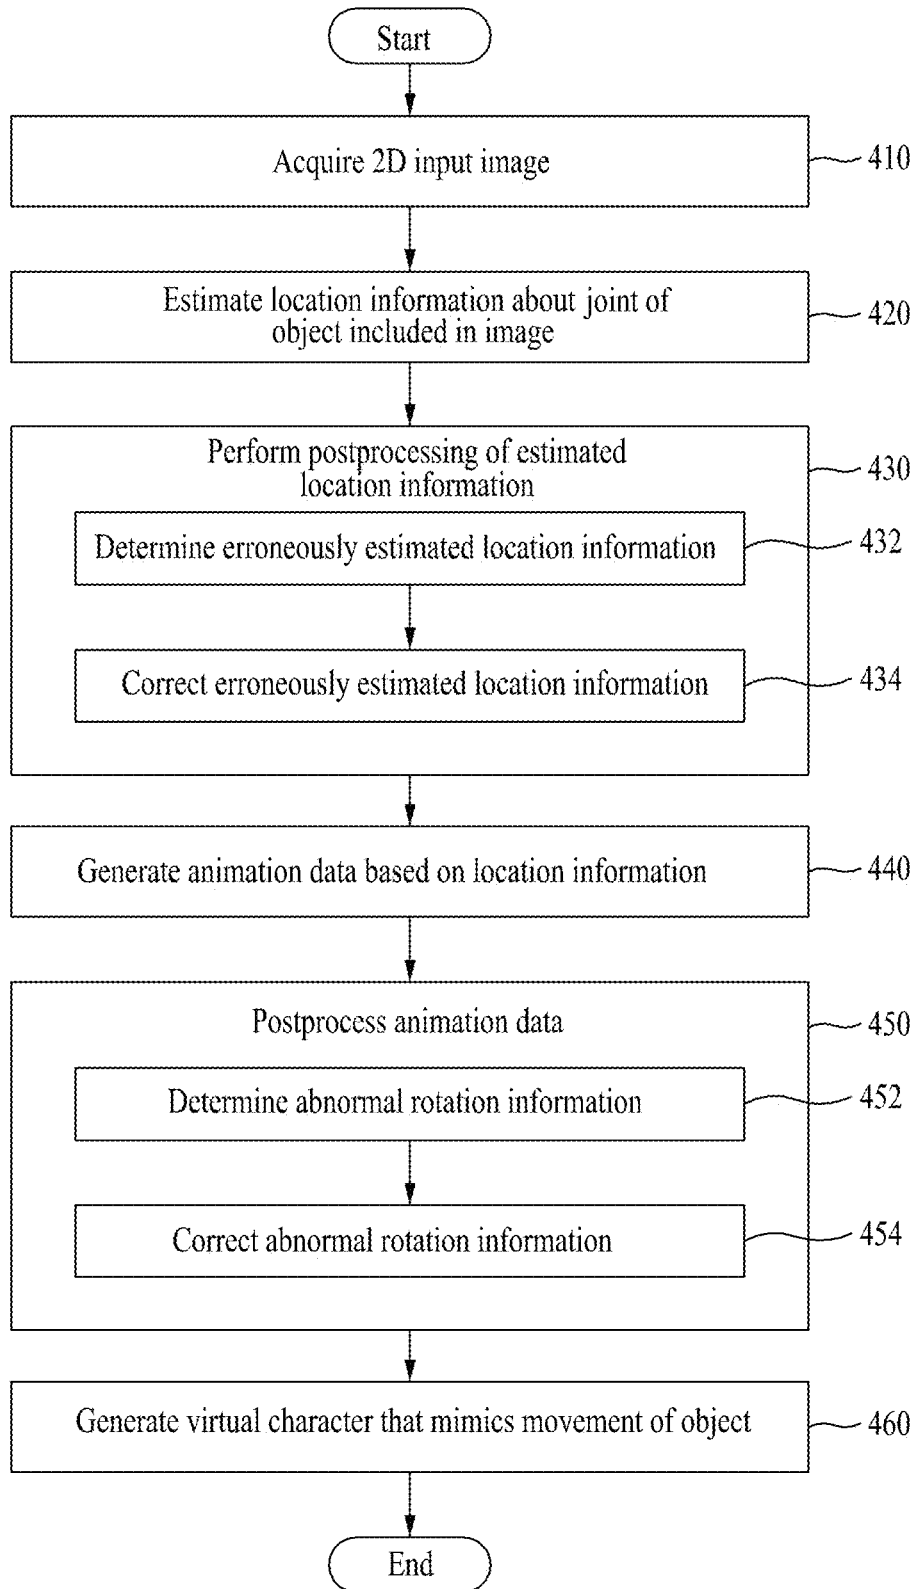 Start
Acquire 2D input image
410
Estimate location information about joint of
object included in image
420
Perform postprocessing of estimated
location information
430
Determine erroneously estimated location information
432
Correct erroneously estimated location information
434
Generate animation data based on location information
440
Postprocess animation data
450
Determine abnormal rotation information
452
Correct abnormal rotation information
454
Generate virtual character that mimics movement of object
460
End